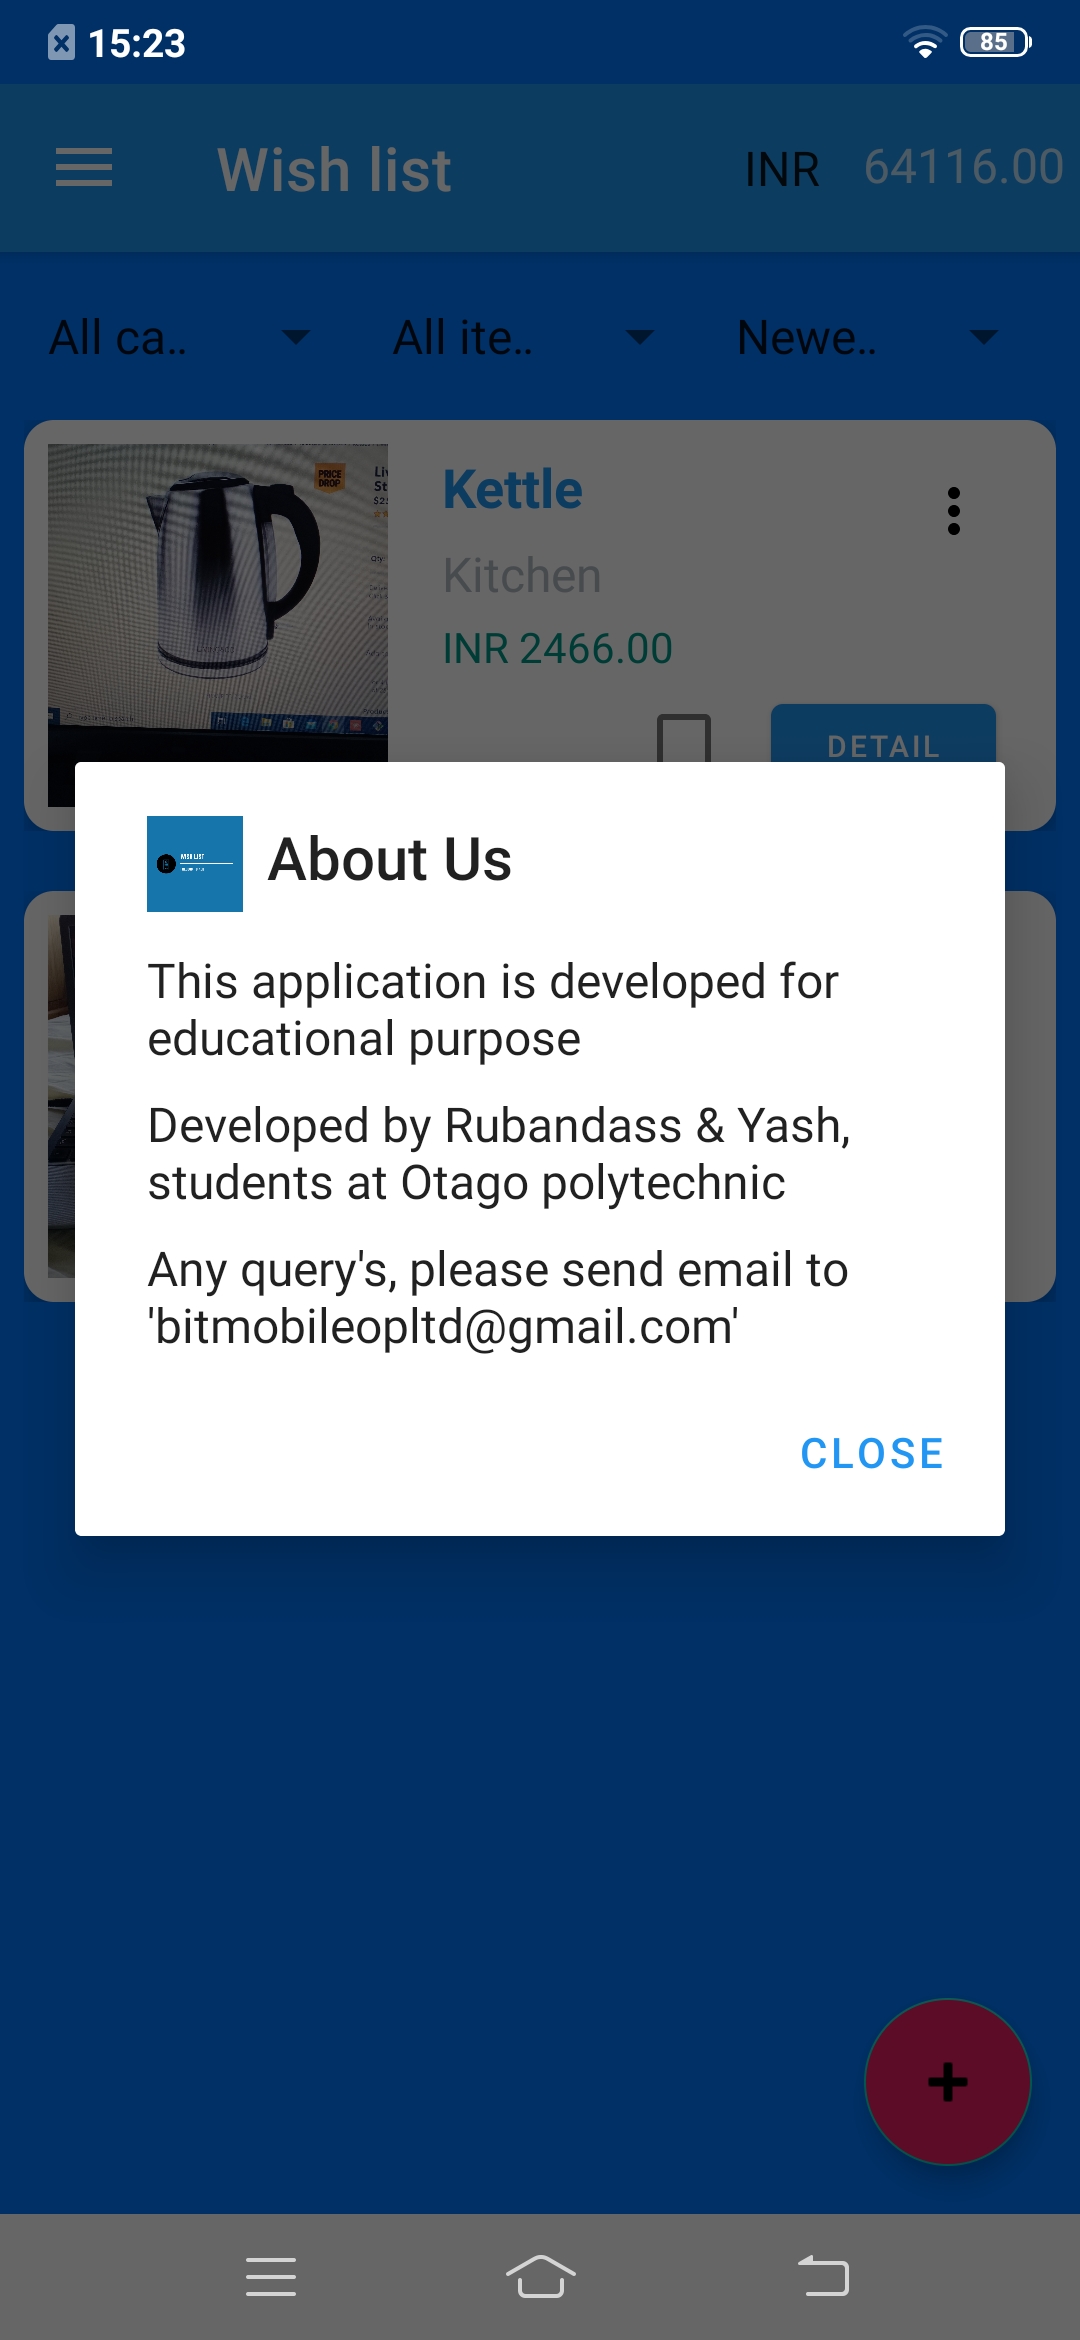 15:23
85
Wish list
INR 64116.00
All ca..
All ite..
Newe..
PRICE
DROP
Kettle
Kitchen
INR 2466.00
DETAIL
WISH LIST
About Us
This application is developed for
educational purpose
Developed by Rubandass & Yash,
students at Otago polytechnic
Any query's, please send email to
'bitmobileopltd@gmail.com'
CLOSE